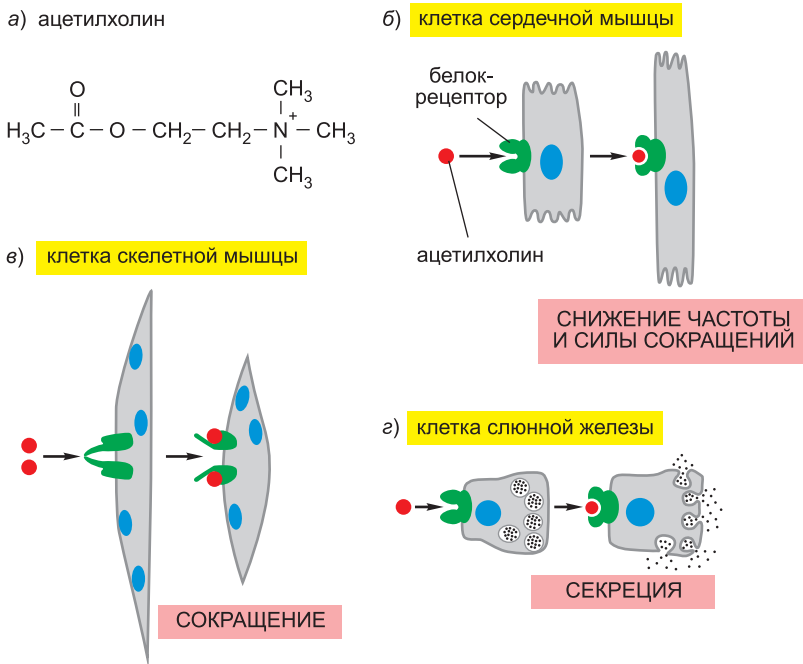 а) ацетилхолин
O
CH₃
+
H₃C – C – O – CH₂ – CH₂ – N – CH₃
CH₃
б) клетка сердечной мышцы
белок-
рецептор
ацетилхолин
СНИЖЕНИЕ ЧАСТОТЫ
И СИЛЫ СОКРАЩЕНИЙ
в) клетка скелетной мышцы
СОКРАЩЕНИЕ
г) клетка слюнной железы
СЕКРЕЦИЯ